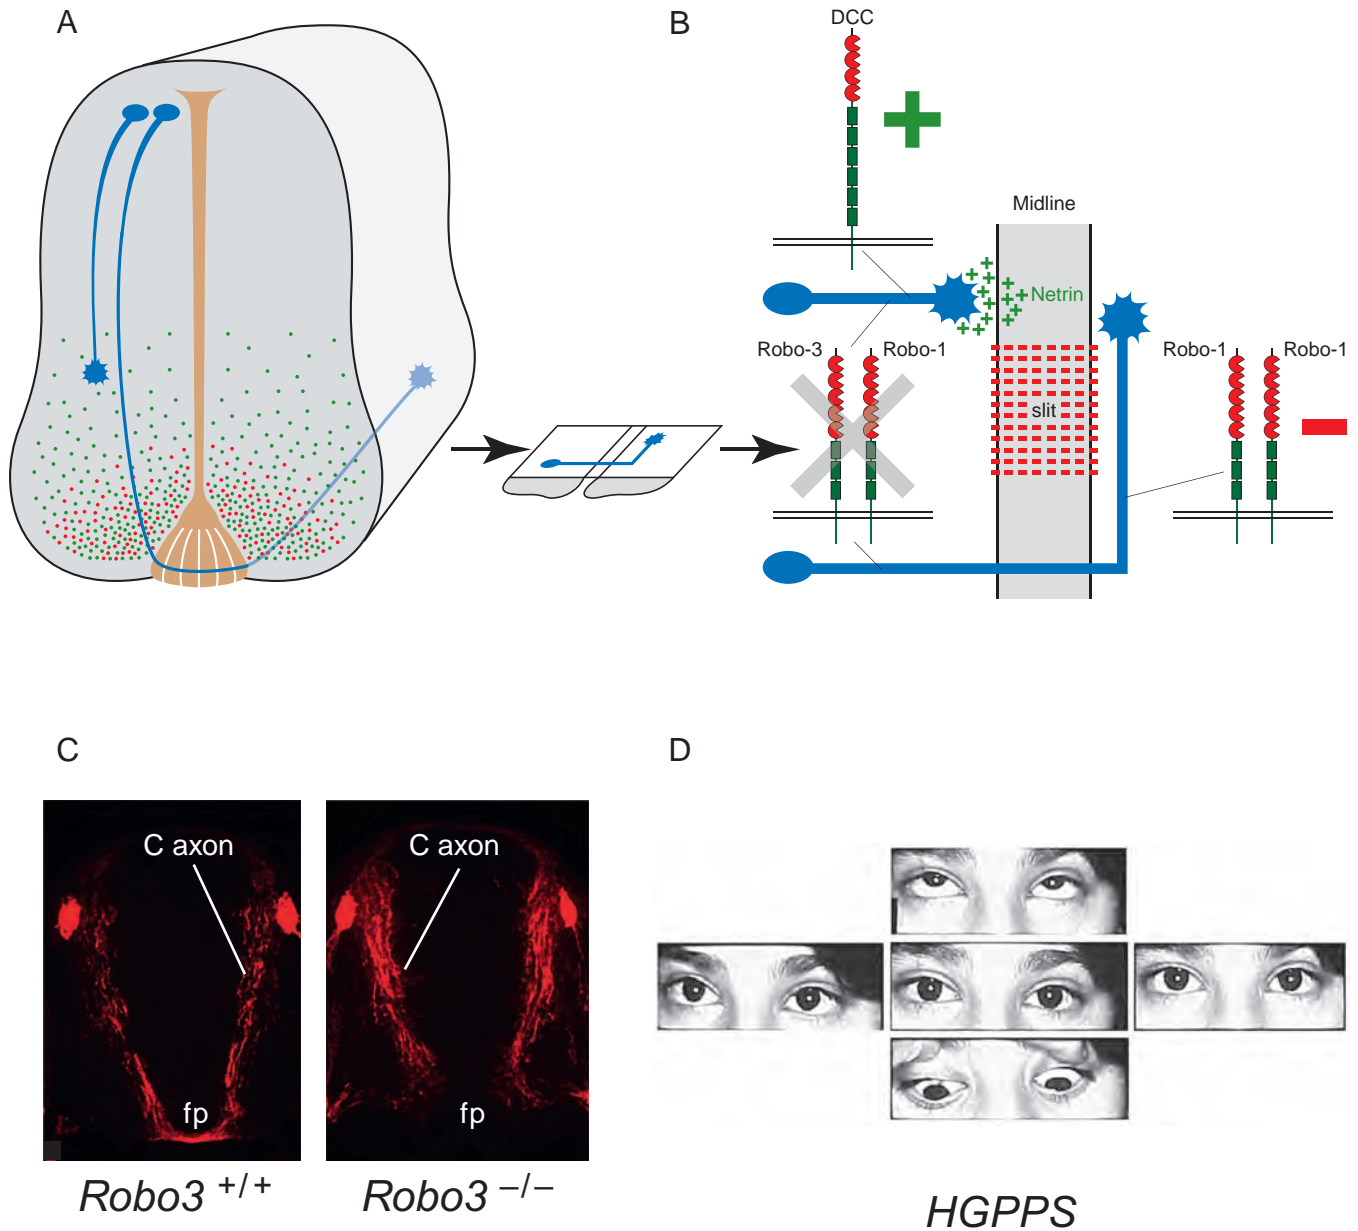 A
B
DCC
Midline
Netrin
Robo-3
Robo-1
Robo-1
Robo-1
slit
C
D
C axon
C axon
fp
fp
Robo3 +/+
Robo3 –/–
HGPPS